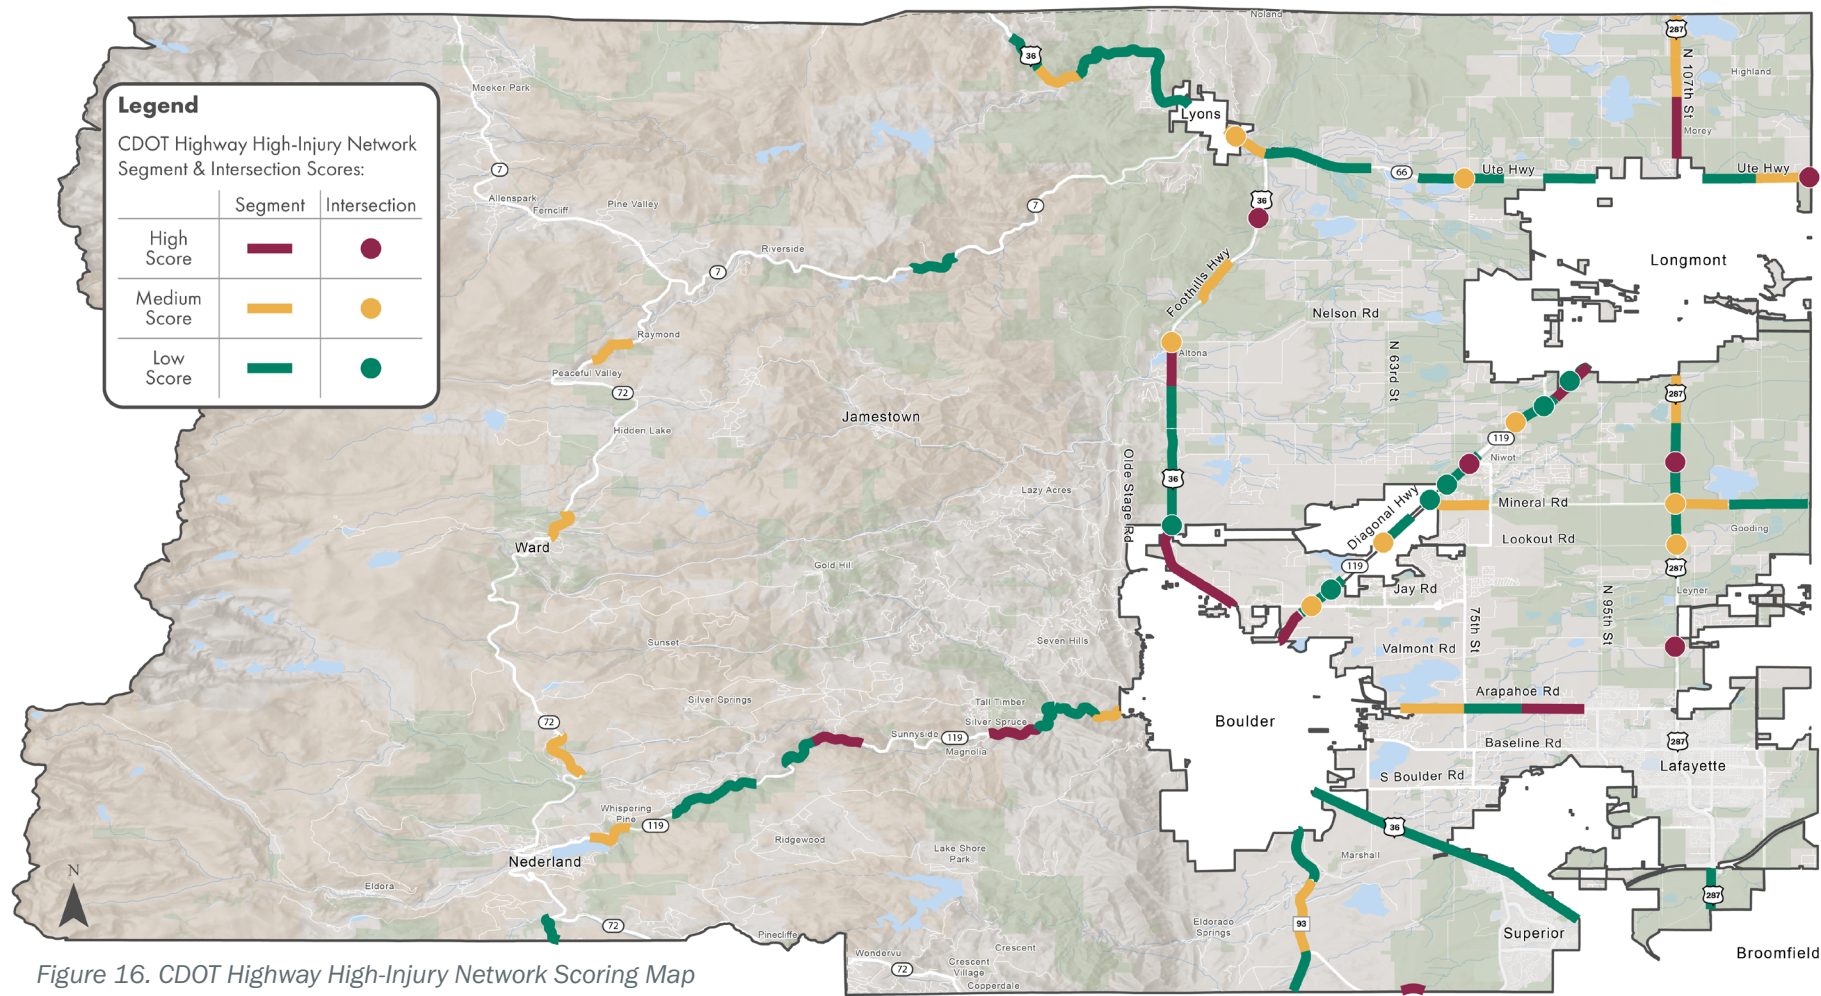 Legend
CDOT Highway High-Injury Network
Segment & Intersection Scores:
Segment
Intersection
High
Score
Medium
Score
Low
Score
Noland
36
287
N 107th St
Highland
Meeker Park
Lyons
Morey
7
66
Ute Hwy
Ute Hwy
Allenspark
Ferncliff
Pine Valley
7
36
Riverside
7
Foothills Hwy
Longmont
Nelson Rd
Raymond
Altona
N 63rd St
Peaceful Valley
72
287
Jamestown
Hidden Lake
119
Niwot
Olde Stage Rd
36
Lazy Acres
Diagonal Hwy
Mineral Rd
Gooding
Ward
Lookout Rd
Gold Hill
119
287
Jay Rd
Leyner
75th St
N 95th St
Sunset
Seven Hills
Valmont Rd
Silver Springs
Tall Timber
Arapahoe Rd
72
Silver Spruce
Boulder
Sunnyside
119
Magnolia
Baseline Rd
287
S Boulder Rd
Lafayette
Whispering
Pine
119
36
Ridgewood
Lake Shore
Park
Marshall
Nederland
Eldora
287
N
72
Eldoraco
Springs
93
Pinecliffe
Superior
Wondervu
Crescent
Broomfield
72
Crescent
Village
Copperdale
Figure 16. CDOT Highway High-Injury Network Scoring Map